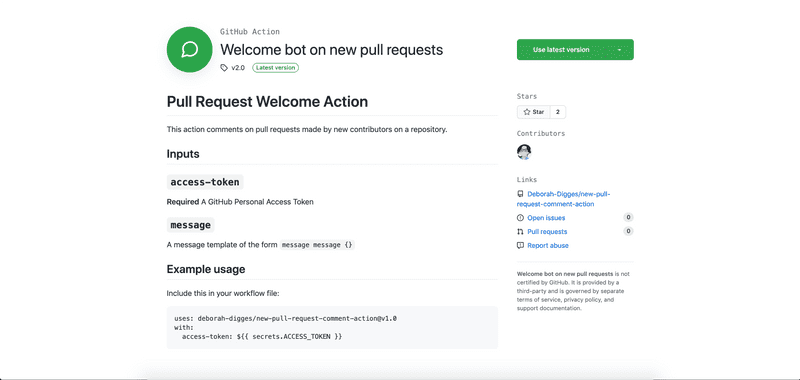 GitHub Action
Welcome bot on new pull requests
v2.0 Latest version
Use latest version
Pull Request Welcome Action
This action comments on pull requests made by new contributors on a repository.
Inputs
access-token
Required A GitHub Personal Access Token
message
A message template of the form message message {}
Example usage
Include this in your workflow file:
uses: deborah-digges/new-pull-request-comment-action@v1.0
with:
access-token: ${{ secrets.ACCESS_TOKEN }}
Stars
Star 2
Contributors
Links
Deborah-Digges/new-pull-
request-comment-action
Open issues 0
Pull requests 0
Report abuse
Welcome bot on new pull requests is not
certified by GitHub. It is provided by a
third-party and is governed by separate
terms of service, privacy policy, and
support documentation.